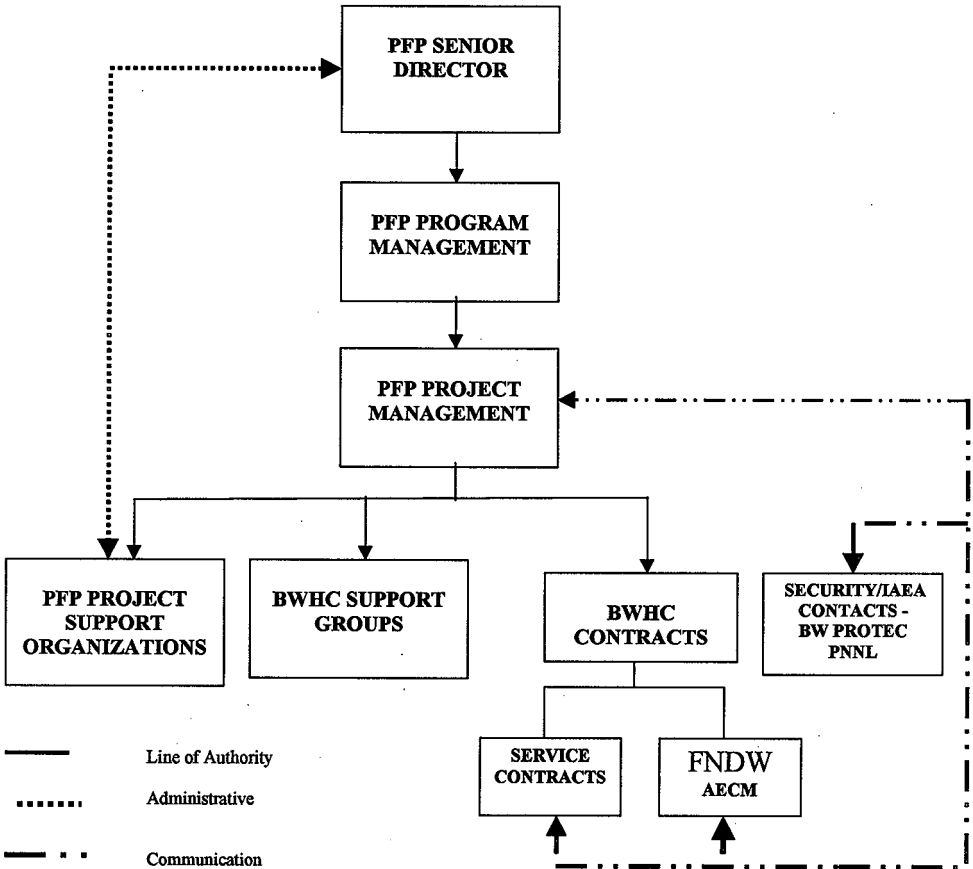 PFP SENIOR
DIRECTOR
PFP PROGRAM
MANAGEMENT
PFP PROJECT
MANAGEMENT
PFP PROJECT
SUPPORT
ORGANIZATIONS
BWHC SUPPORT
GROUPS
BWHC
CONTRACTS
SECURITY/IAEA
CONTACTS -
BW PROTEC
PNNL
SERVICE
CONTRACTS
FNDW
AECM
Line of Authority
Administrative
Communication